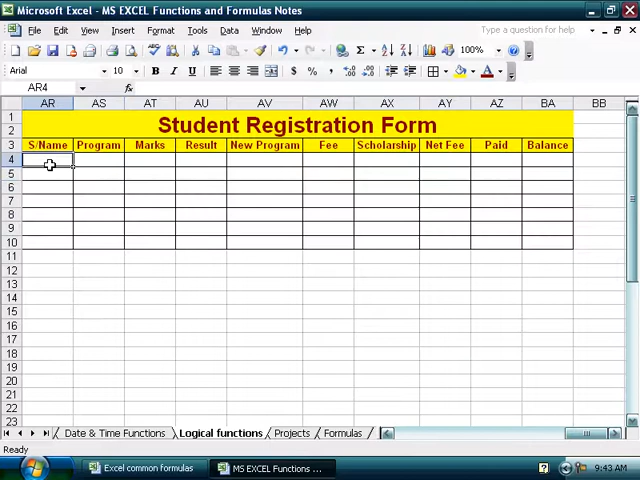 Microsoft Excel - MS EXCEL Functions and Formulas Notes
File Edit View Insert Format Tools Data Window Help
Type a question for help
100%
Arial 10 B I U $ %
AR4 fx
AR AS AT AU AV AW AX AY AZ BA BB
1 Student Registration Form
2
3 S/Name Program Marks Result New Program Fee Scholarship Net Fee Paid Balance
4
5
6
7
8
9
10
11
12
13
14
15
16
17
18
19
20
21
22
23
Date & Time Functions Logical functions Projects Formulas
Ready
Excel common formulas MS EXCEL Functions ... 9:43 AM